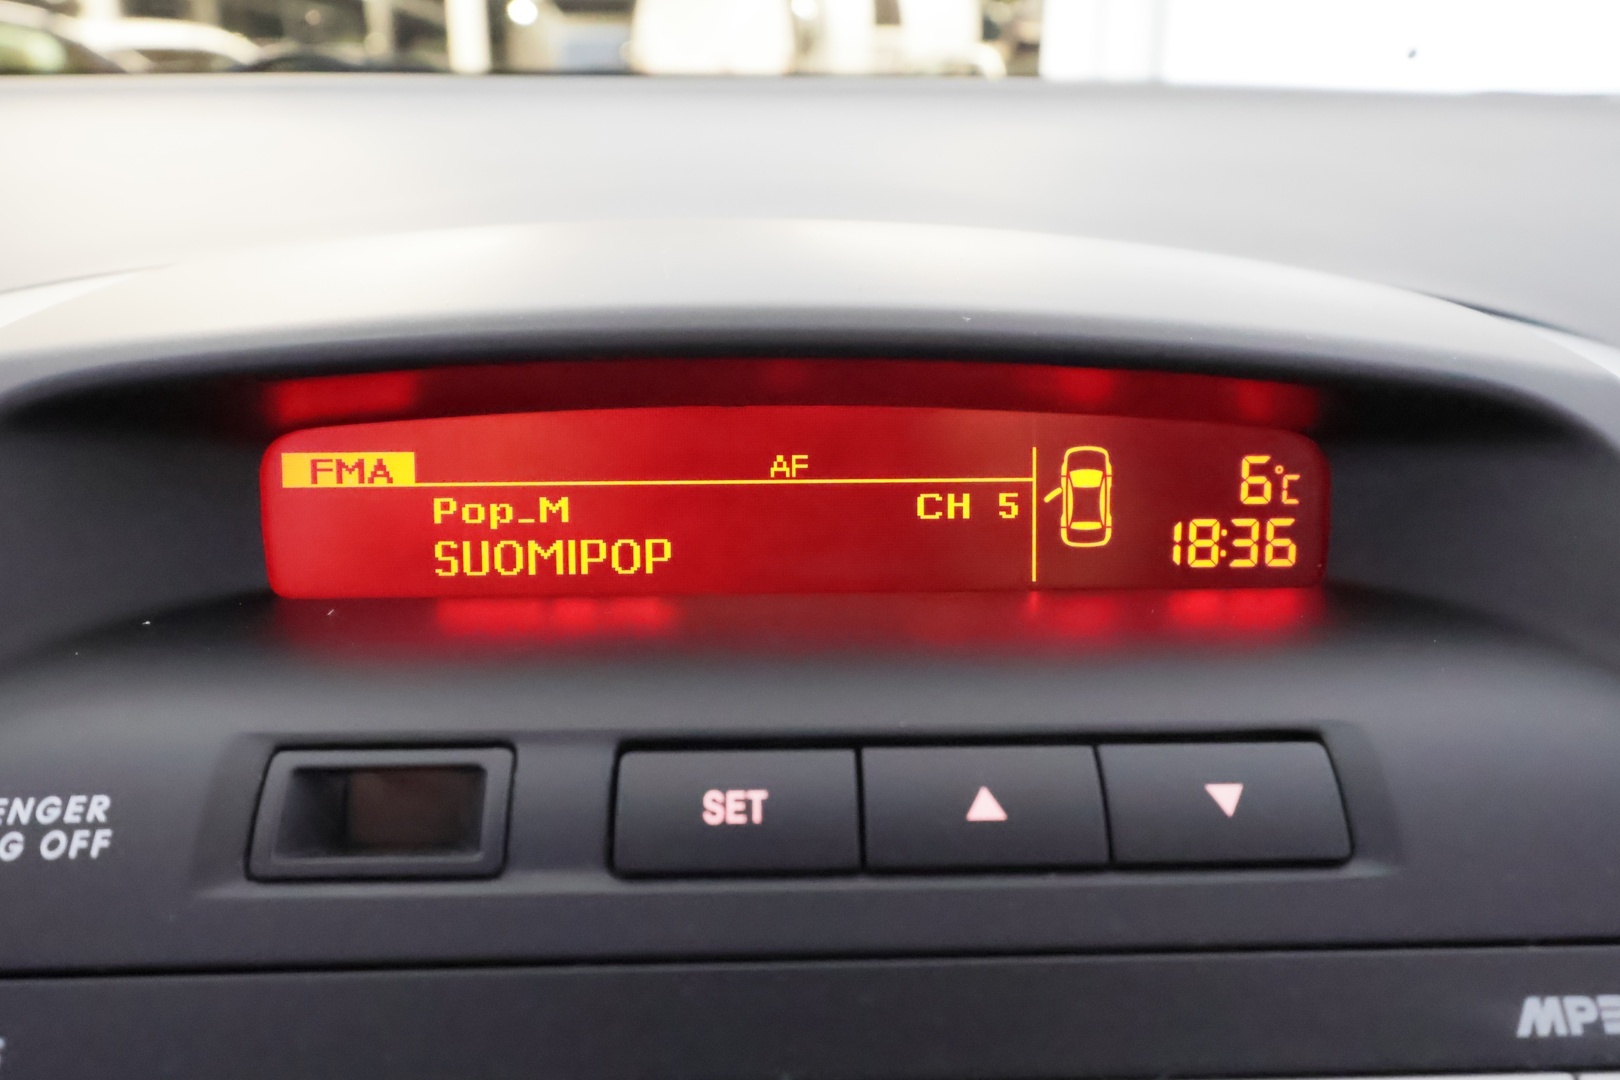 FMA AF
Pop_M CH 5
SUOMIPOP
6°C
18:36
SET
ENGER
G OFF
MP